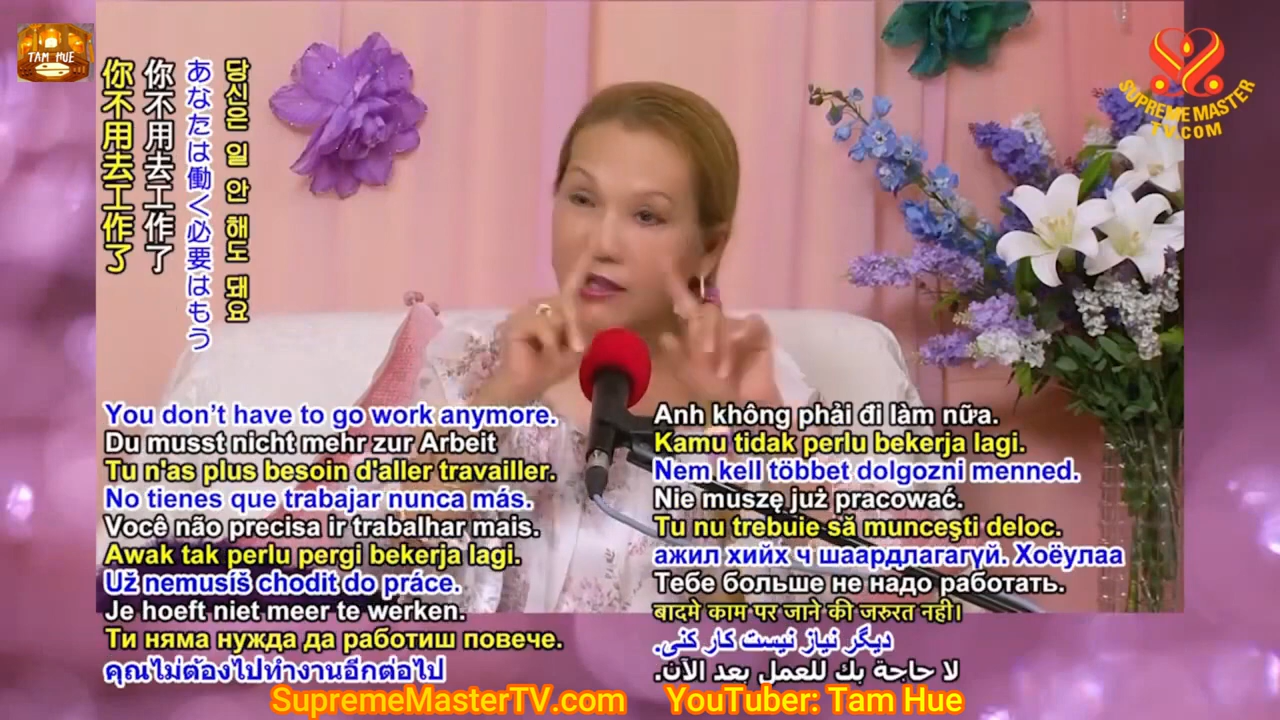 TAM HUE
SUPREME MASTER
TV.COM
당신은 일 안 해도 돼요
あなたは働く必要はもう
你不用去工作了
你不用去工作了
You don’t have to go work anymore.
Du musst nicht mehr zur Arbeit
Tu n'as plus besoin d'aller travailler.
No tienes que trabajar nunca más.
Você não precisa ir trabalhar mais.
Awak tak perlu pergi bekerja lagi.
Už nemusíš chodit do práce.
Je hoeft niet meer te werken.
Ти няма нужда да работиш повече.
คุณไม่ต้องไปทำงานอีกต่อไป
Anh không phải đi làm nữa.
Kamu tidak perlu bekerja lagi.
Nem kell többet dolgozni menned.
Nie muszę już pracować.
Tu nu trebuie să munceşti deloc.
ажил хийх ч шаардлагагүй. Хоёулаа
Тебе больше не надо работать.
बादमे काम पर जाने की जरुरत नही।
دیگر نیاز نیست کار کنی.
لا حاجة بك للعمل بعد الآن.
SupremeMasterTV.com
YouTuber: Tam Hue